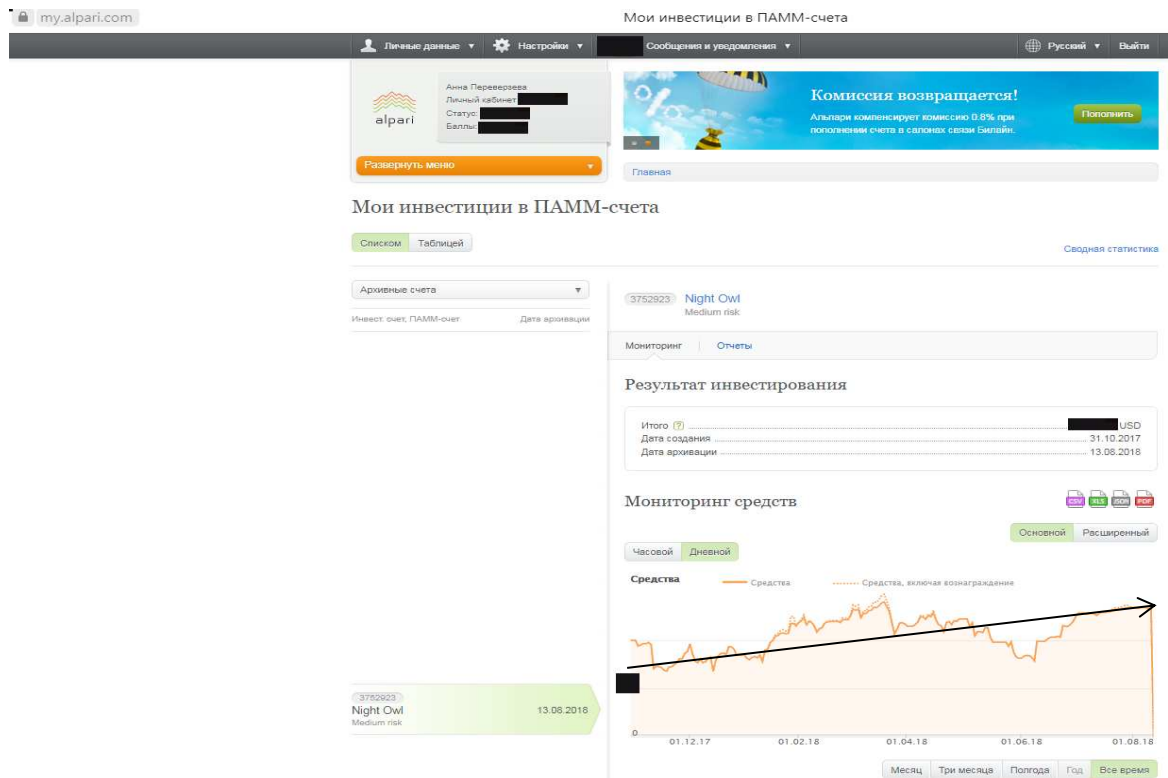 my.alpari.com
Мои инвестиции в ПАММ-счета
Личные данные
Настройки
Сообщения и уведомления
Русский
Выйти
alpari
Анна Переверзева
Личный кабинет
Статус:
Баллы:
Развернуть меню
%
Комиссия возвращается!
Альпари компенсирует комиссию 0.8% при
пополнении счета в салонах связи Билайн.
Пополнить
Главная
Мои инвестиции в ПАММ-счета
Списком
Таблицей
Сводная статистика
Архивные счета
Инвест. счет, ПАММ-счет
Дата архивации
3752923
Night Owl
Medium risk
13.08.2018
3752923
Night Owl
Medium risk
Мониторинг
Отчеты
Результат инвестирования
Итого ? USD
Дата создания 31.10.2017
Дата архивации 13.08.2018
Мониторинг средств
CSV
XLS
JSON
PDF
Основной
Расширенный
Часовой
Дневной
Средства
Средства
Средства, включая вознаграждение
0
01.12.17
01.02.18
01.04.18
01.06.18
01.08.18
Месяц
Три месяца
Полгода
Год
Все время